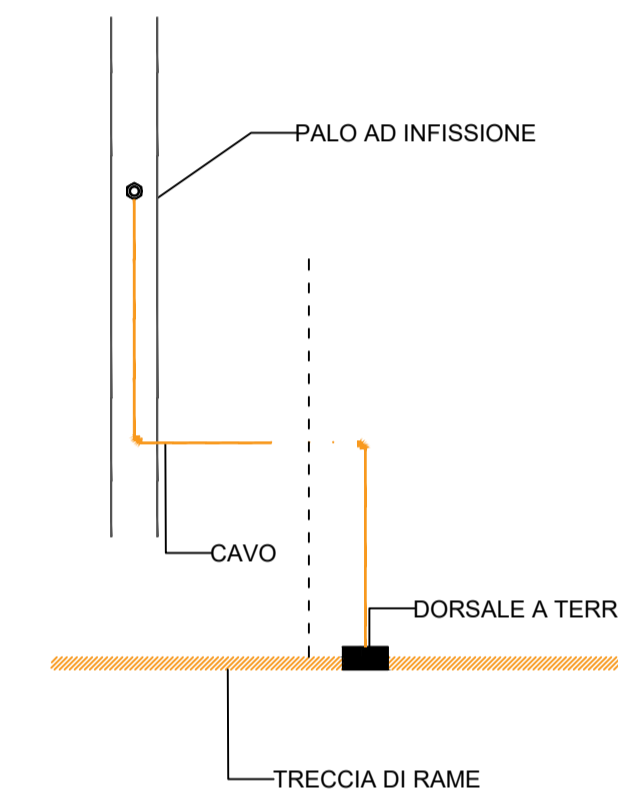 PALO AD INFISSIONE
CAVO
DORSALE A TERR
TRECCIA DI RAME